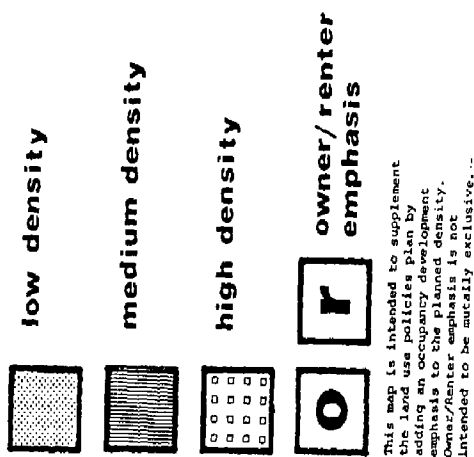 low density
medium density
high density
o r
owner/renter
emphasis
This map is intended to supplement
the land use policies plan by
adding an occupancy development
emphasis to the planned density.
Owner/Renter emphasis is not
intended to be mutally exclusive.